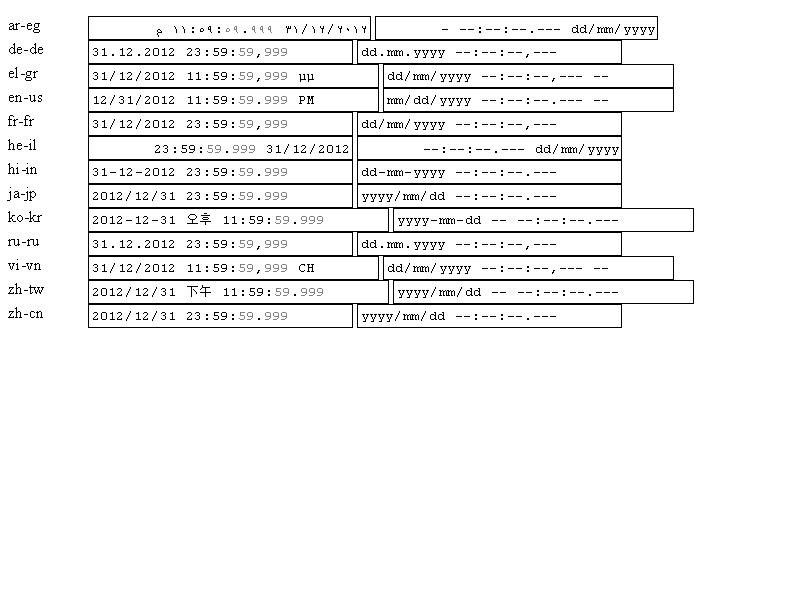 ar-eg ٣١/١٢/٢٠١٢ ١١:٥٩:٥٩.٩٩٩ م dd/mm/yyyy --:--:--.--- -
de-de 31.12.2012 23:59:59,999 dd.mm.yyyy --:--:--,---
el-gr 31/12/2012 11:59:59,999 μμ dd/mm/yyyy --:--:--,--- --
en-us 12/31/2012 11:59:59.999 PM mm/dd/yyyy --:--:--.--- --
fr-fr 31/12/2012 23:59:59,999 dd/mm/yyyy --:--:--,---
he-il 23:59:59.999 31/12/2012 --:--:--.--- dd/mm/yyyy
hi-in 31-12-2012 23:59:59.999 dd-mm-yyyy --:--:--.---
ja-jp 2012/12/31 23:59:59.999 yyyy/mm/dd --:--:--.---
ko-kr 2012-12-31 오후 11:59:59.999 yyyy-mm-dd -- --:--:--.---
ru-ru 31.12.2012 23:59:59,999 dd.mm.yyyy --:--:--,---
vi-vn 31/12/2012 11:59:59,999 CH dd/mm/yyyy --:--:--,--- --
zh-tw 2012/12/31 下午 11:59:59.999 yyyy/mm/dd -- --:--:--.---
zh-cn 2012/12/31 23:59:59.999 yyyy/mm/dd --:--:--.---